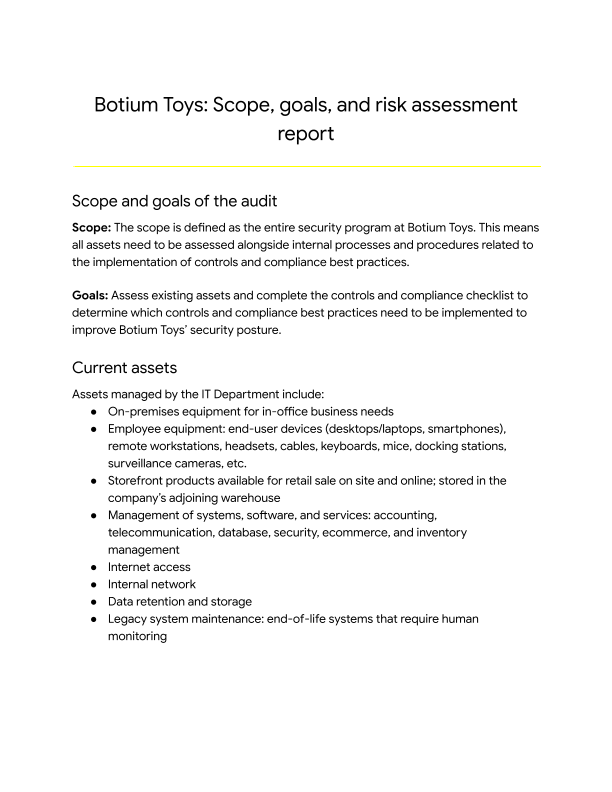 Botium Toys: Scope, goals, and risk assessment
report
Scope and goals of the audit
Scope: The scope is defined as the entire security program at Botium Toys. This means
all assets need to be assessed alongside internal processes and procedures related to
the implementation of controls and compliance best practices.
Goals: Assess existing assets and complete the controls and compliance checklist to
determine which controls and compliance best practices need to be implemented to
improve Botium Toys’ security posture.
Current assets
Assets managed by the IT Department include:
● On-premises equipment for in-office business needs
● Employee equipment: end-user devices (desktops/laptops, smartphones),
remote workstations, headsets, cables, keyboards, mice, docking stations,
surveillance cameras, etc.
● Storefront products available for retail sale on site and online; stored in the
company’s adjoining warehouse
● Management of systems, software, and services: accounting,
telecommunication, database, security, ecommerce, and inventory
management
● Internet access
● Internal network
● Data retention and storage
● Legacy system maintenance: end-of-life systems that require human
monitoring